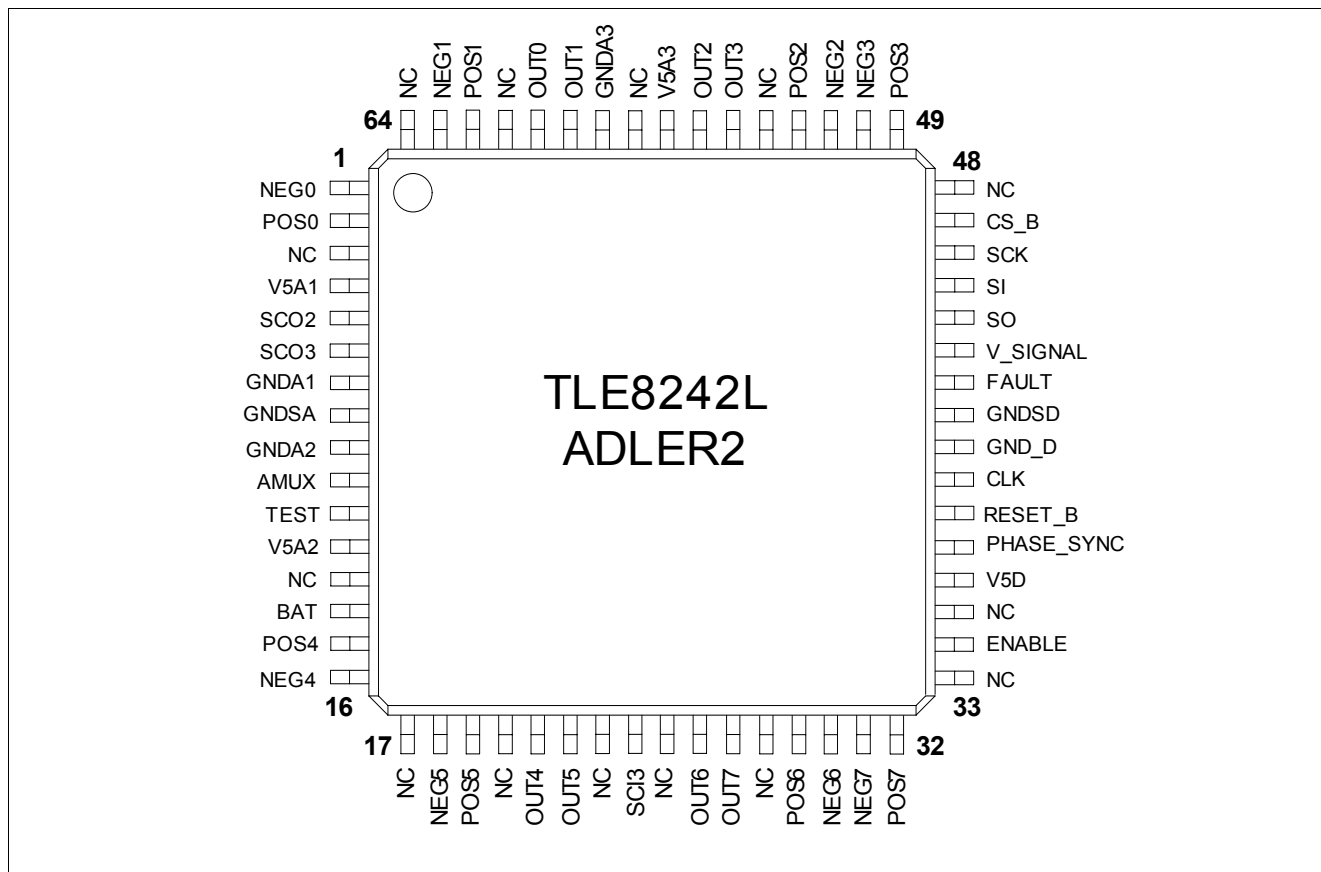 NC
NEG1
POS1
NC
OUT0
OUT1
GNDA3
NC
V5A3
OUT2
OUT3
NC
POS2
NEG2
NEG3
POS3
64
49
1
48
NEG0
POS0
NC
V5A1
SCO2
SCO3
GNDA1
GNDSA
GNDA2
AMUX
TEST
V5A2
NC
BAT
POS4
NEG4
TLE8242L
ADLER2
NC
CS_B
SCK
SI
SO
V_SIGNAL
FAULT
GNDSD
GND_D
CLK
RESET_B
PHASE_SYNC
V5D
NC
ENABLE
NC
16
33
17
32
NC
NEG5
POS5
NC
OUT4
OUT5
NC
SCI3
NC
OUT6
OUT7
NC
POS6
NEG6
NEG7
POS7